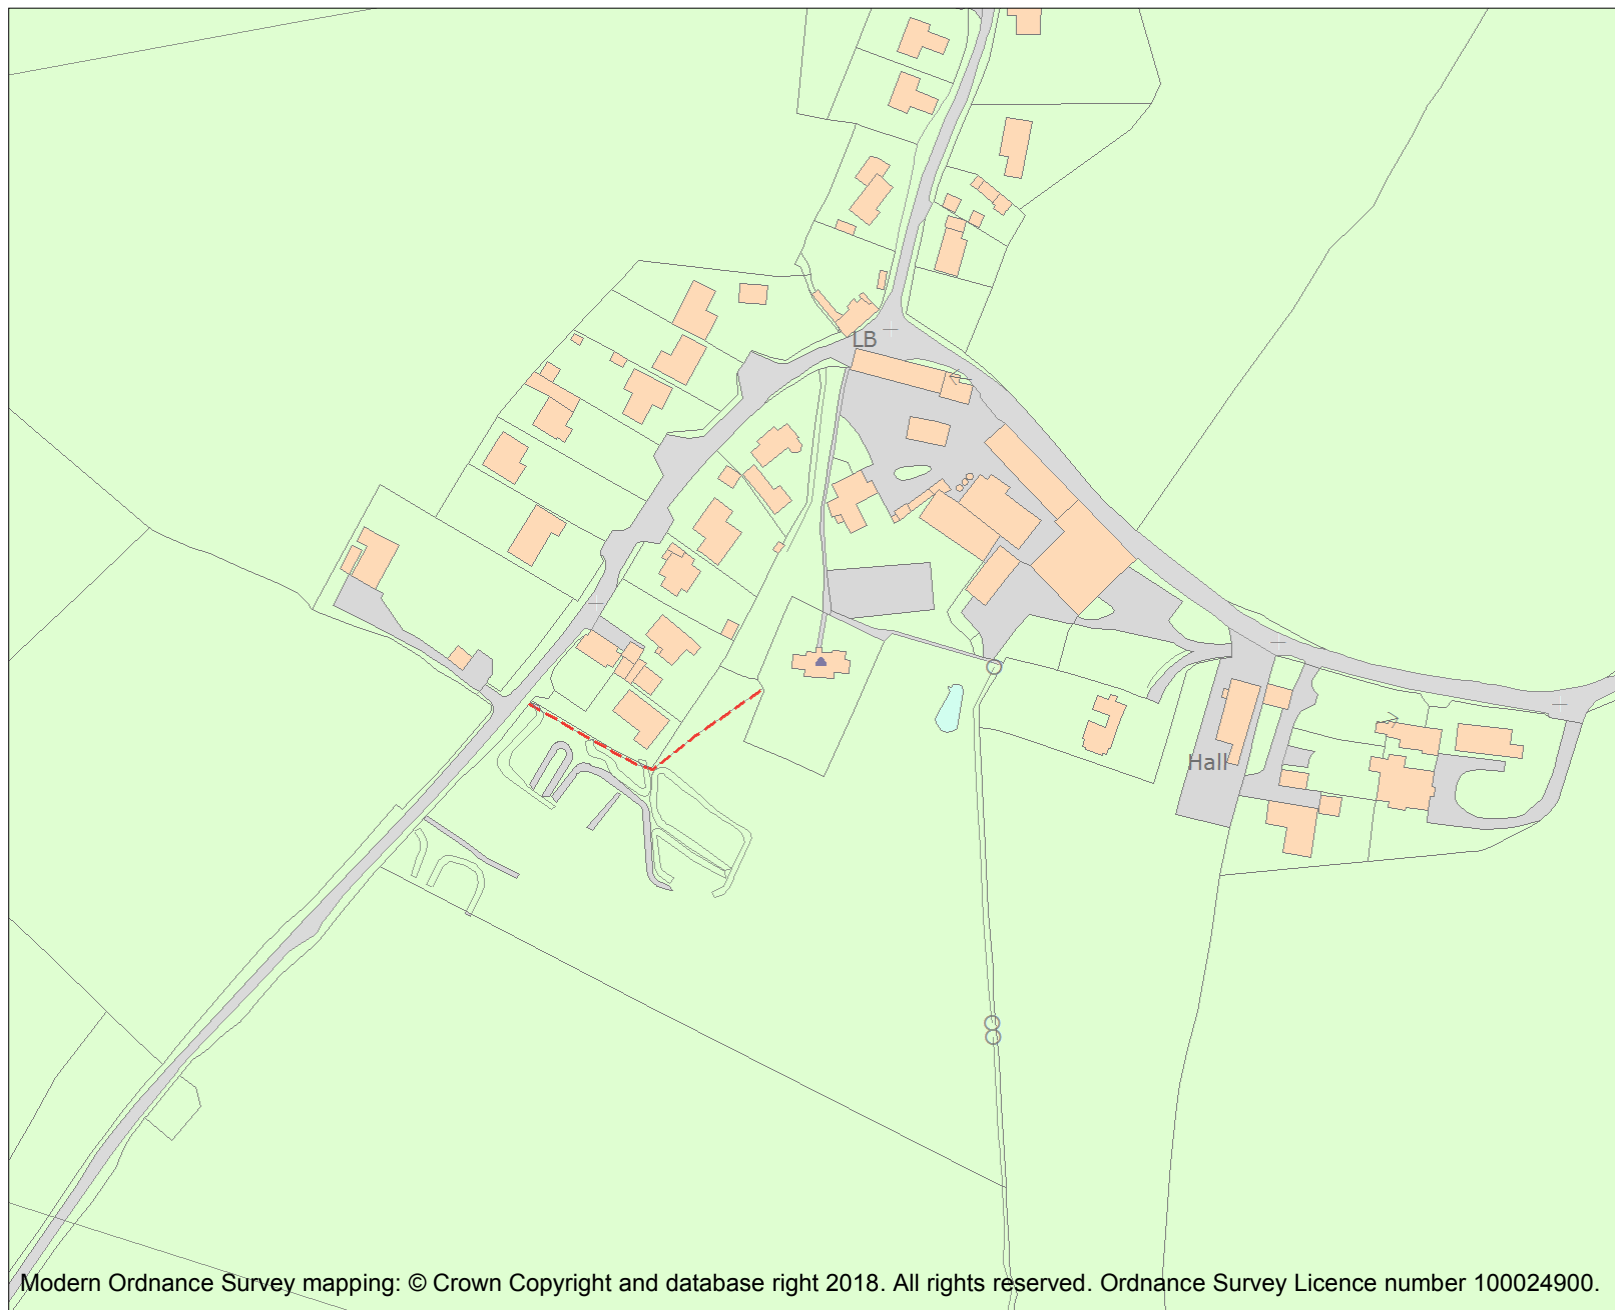 LB
Hall
Modern Ordnance Survey mapping: © Crown Copyright and database right 2018. All rights reserved. Ordnance Survey Licence number 100024900.